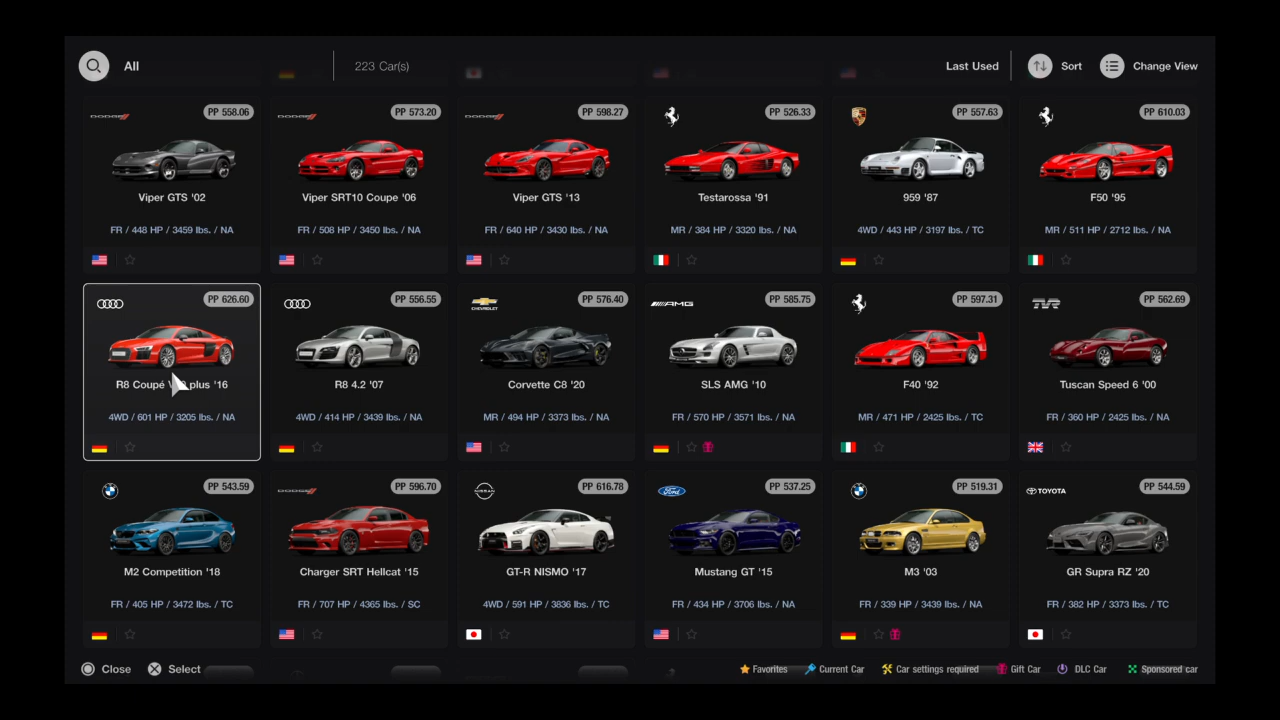 All
223 Car(s)
Last Used
Sort
Change View
DODGE PP 558.06
DODGE PP 573.20
DODGE PP 598.27
PP 526.33
PP 557.63
PP 610.03
Viper GTS '02
Viper SRT10 Coupe '06
Viper GTS '13
Testarossa '91
959 '87
F50 '95
FR / 448 HP / 3459 lbs. / NA
FR / 508 HP / 3450 lbs. / NA
FR / 640 HP / 3430 lbs. / NA
MR / 384 HP / 3320 lbs. / NA
4WD / 443 HP / 3197 lbs. / TC
MR / 511 HP / 2712 lbs. / NA
PP 626.60
PP 556.55
CHEVROLET PP 576.40
AMG PP 585.75
PP 597.31
TVR PP 562.69
R8 Coupé plus '16
R8 4.2 '07
Corvette C8 '20
SLS AMG '10
F40 '92
Tuscan Speed 6 '00
4WD / 601 HP / 3205 lbs. / NA
4WD / 414 HP / 3439 lbs. / NA
MR / 494 HP / 3373 lbs. / NA
FR / 570 HP / 3571 lbs. / NA
MR / 471 HP / 2425 lbs. / TC
FR / 360 HP / 2425 lbs. / NA
PP 543.59
DODGE PP 596.70
NISSAN PP 616.78
Ford PP 537.25
PP 519.31
TOYOTA PP 544.59
M2 Competition '18
Charger SRT Hellcat '15
GT-R NISMO '17
Mustang GT '15
M3 '03
GR Supra RZ '20
FR / 405 HP / 3472 lbs. / TC
FR / 707 HP / 4365 lbs. / SC
4WD / 591 HP / 3836 lbs. / TC
FR / 434 HP / 3706 lbs. / NA
FR / 339 HP / 3439 lbs. / NA
FR / 382 HP / 3373 lbs. / TC
Close
Select
Favorites
Current Car
Car settings required
Gift Car
DLC Car
Sponsored car